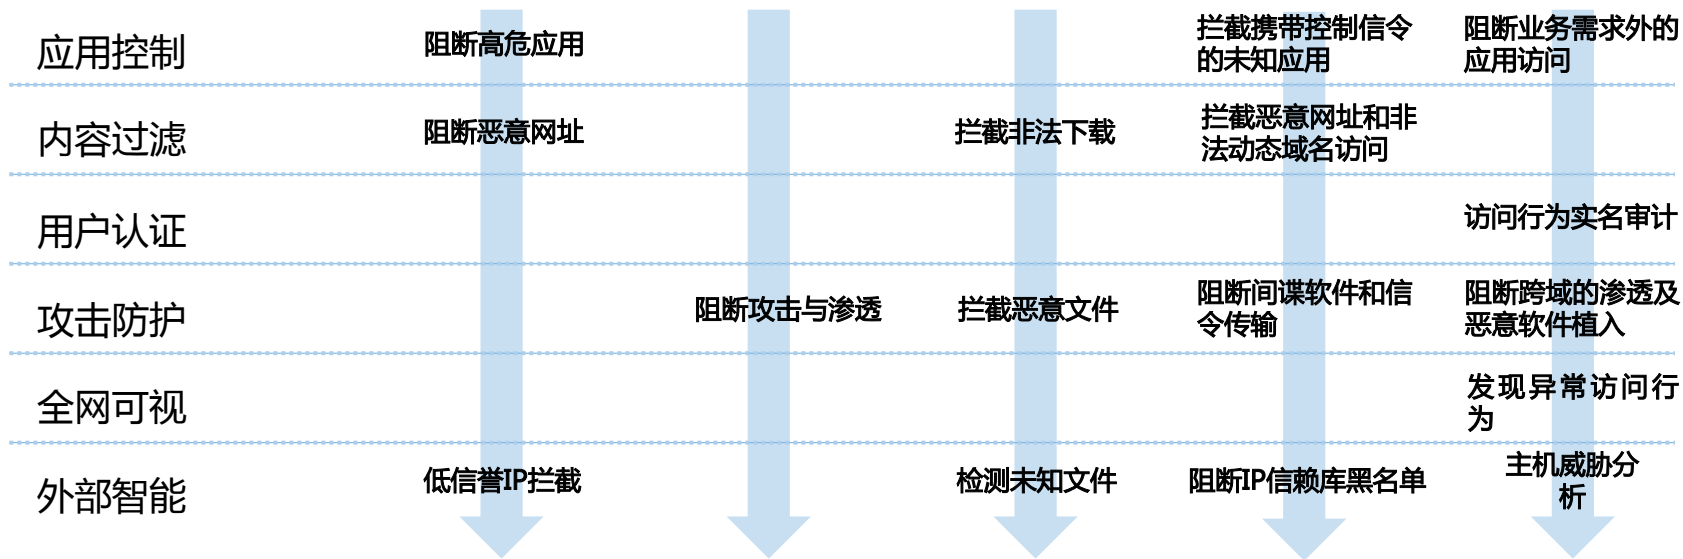 应用控制
阻断高危应用
拦截携带控制信令
的未知应用
阻断业务需求外的
应用访问
内容过滤
阻断恶意网址
拦截非法下载
拦截恶意网址和非
法动态域名访问
用户认证
访问行为实名审计
攻击防护
阻断攻击与渗透
拦截恶意文件
阻断间谍软件和信
令传输
阻断跨域的渗透及
恶意软件植入
全网可视
发现异常访问行
为
外部智能
低信誉IP拦截
检测未知文件
阻断IP信赖库黑名单
主机威胁分
析